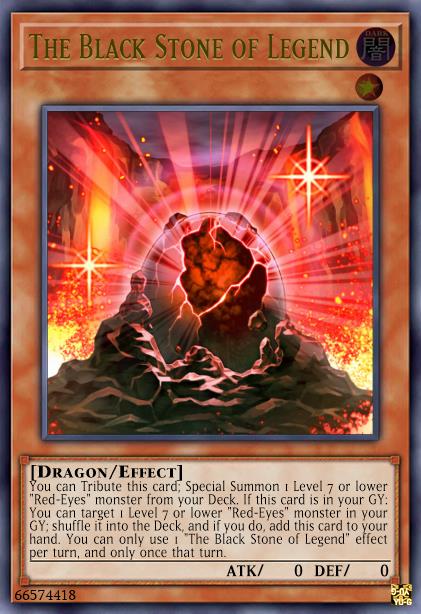 THE BLACK STONE OF LEGEND
DARK
闇
[DRAGON/EFFECT]
You can Tribute this card; Special Summon 1 Level 7 or lower
"Red-Eyes" monster from your Deck. If this card is in your GY:
You can target 1 Level 7 or lower "Red-Eyes" monster in your
GY; shuffle it into the Deck, and if you do, add this card to your
hand. You can only use 1 "The Black Stone of Legend" effect
per turn, and only once that turn.
ATK/ 0 DEF/ 0
66574418